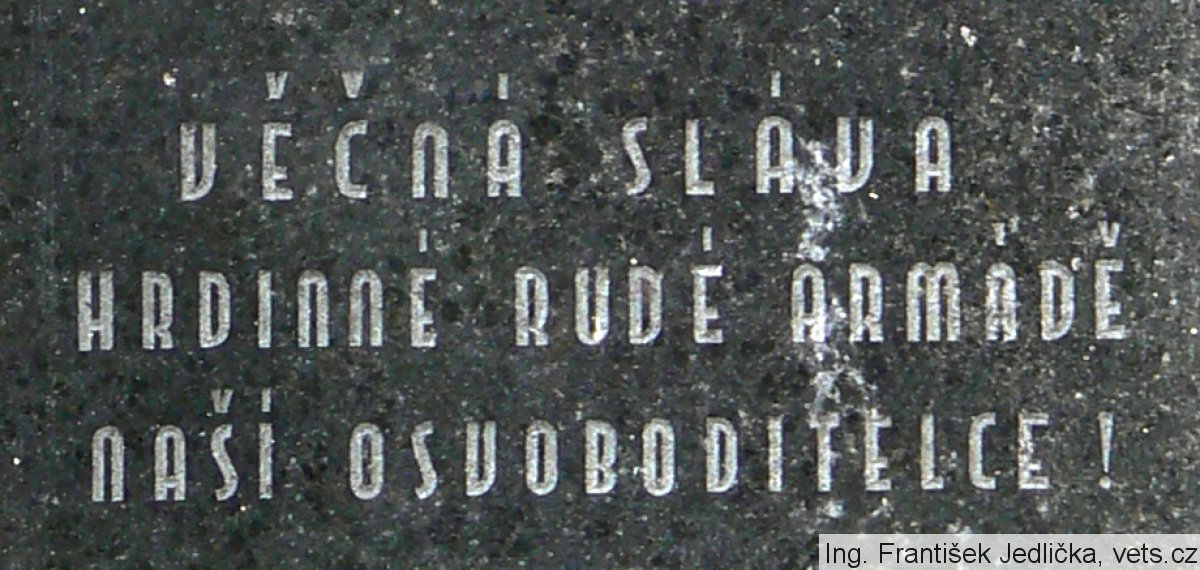 VĚČNÁ SLÁVA
HRDINNÉ RUDÉ ARMÁDĚ
NAŠÍ OSVOBODITELCE!
Ing. František Jedlička, vets.cz